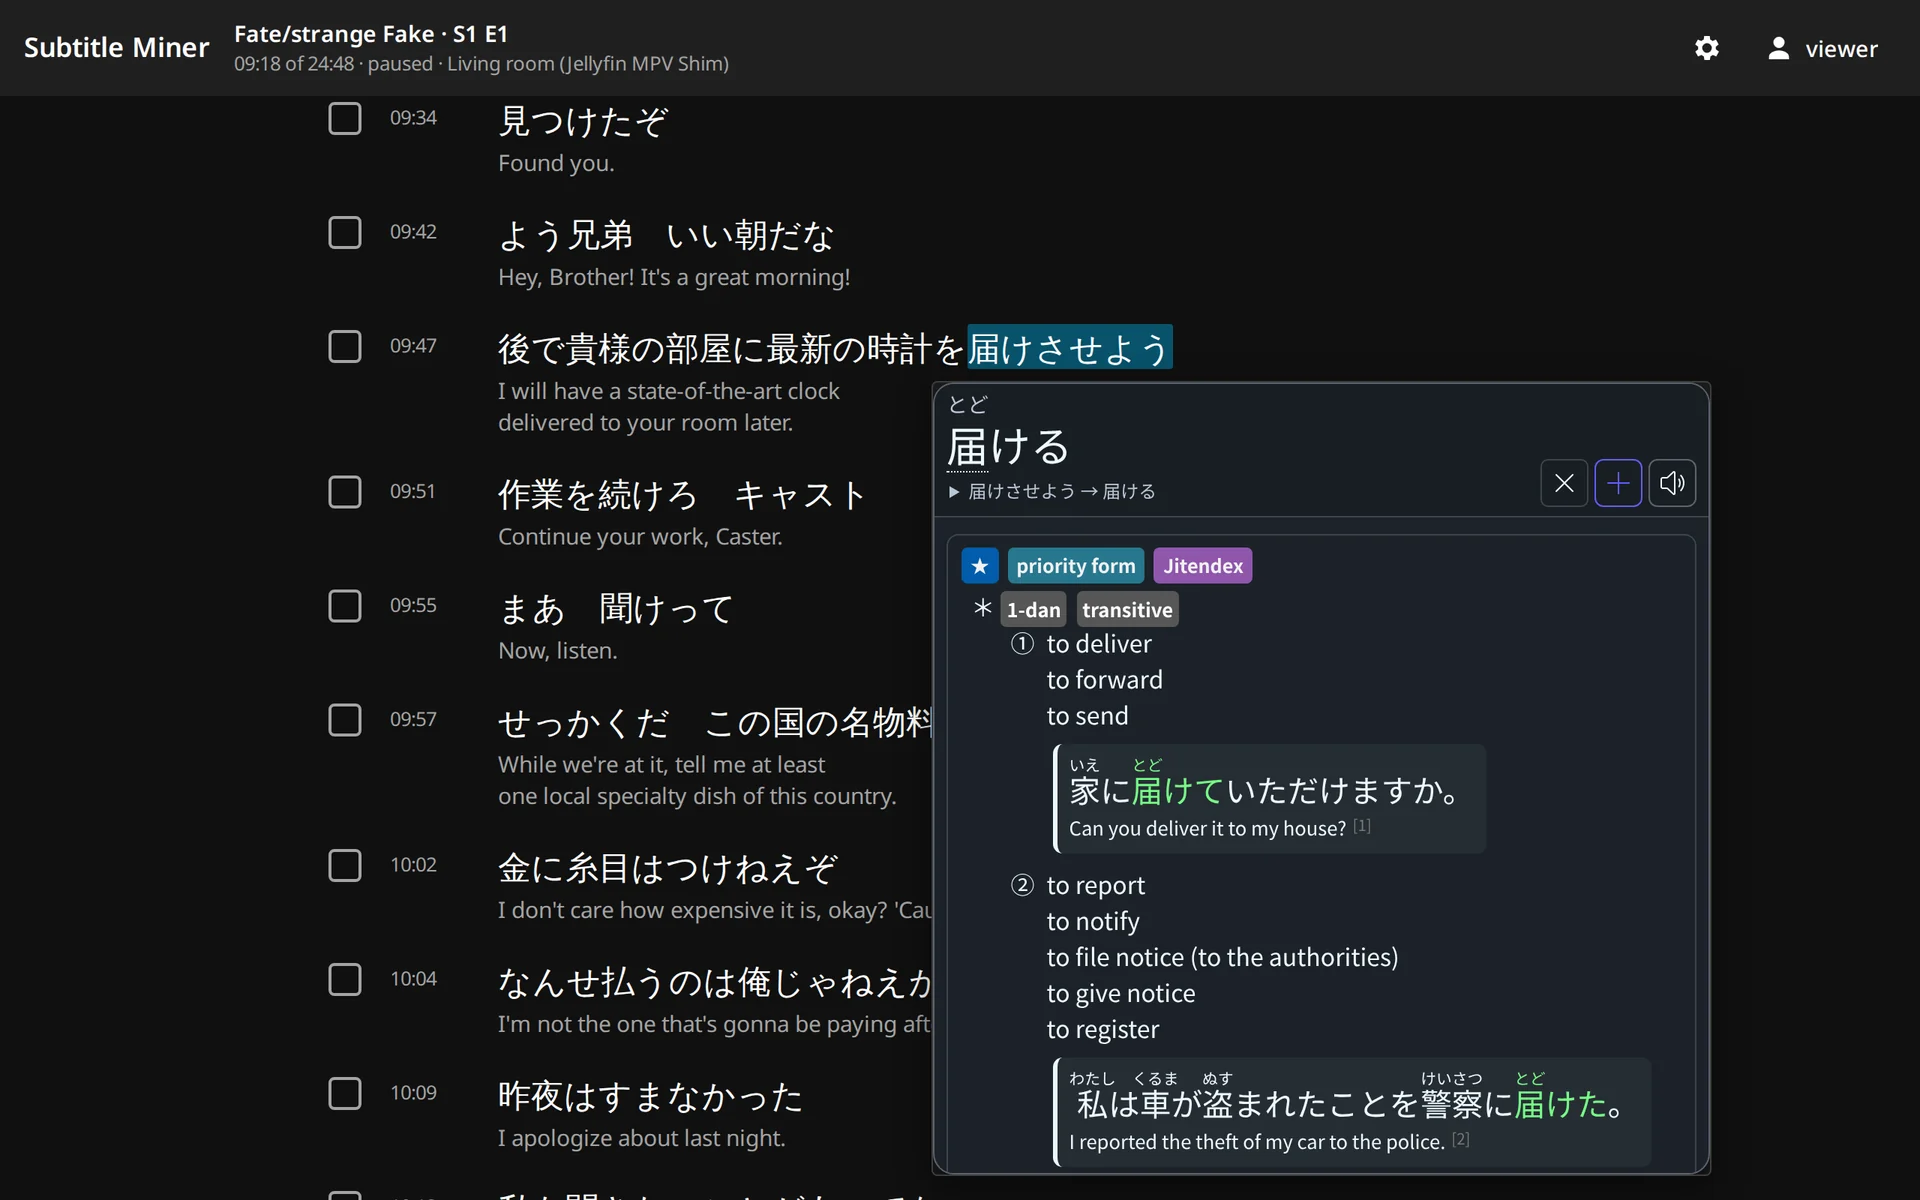 Subtitle Miner
Fate/strange Fake · S1 E1
09:18 of 24:48 · paused · Living room (Jellyfin MPV Shim)
viewer
09:34
見つけたぞ
Found you.
09:42
よう兄弟　いい朝だな
Hey, Brother! It's a great morning!
09:47
後で貴様の部屋に最新の時計を届けさせよう
I will have a state-of-the-art clock
delivered to your room later.
09:51
作業を続けろ　キャスト
Continue your work, Caster.
09:55
まあ　聞けって
Now, listen.
09:57
せっかくだ　この国の名物料
While we're at it, tell me at least
one local specialty dish of this country.
10:02
金に糸目はつけねえぞ
I don't care how expensive it is, okay? 'Cau
10:04
なんせ払うのは俺じゃねえか
I'm not the one that's gonna be paying aft
10:09
昨夜はすまなかった
I apologize about last night.
とど
届ける
▶ 届けさせよう → 届ける
★ priority form Jitendex
＊ 1-dan transitive
① to deliver
to forward
to send
いえ とど
家に届けていただけますか。
Can you deliver it to my house? [1]
② to report
to notify
to file notice (to the authorities)
to give notice
to register
わたし くるま ぬす けいさつ とど
私は車が盗まれたことを警察に届けた。
I reported the theft of my car to the police. [2]